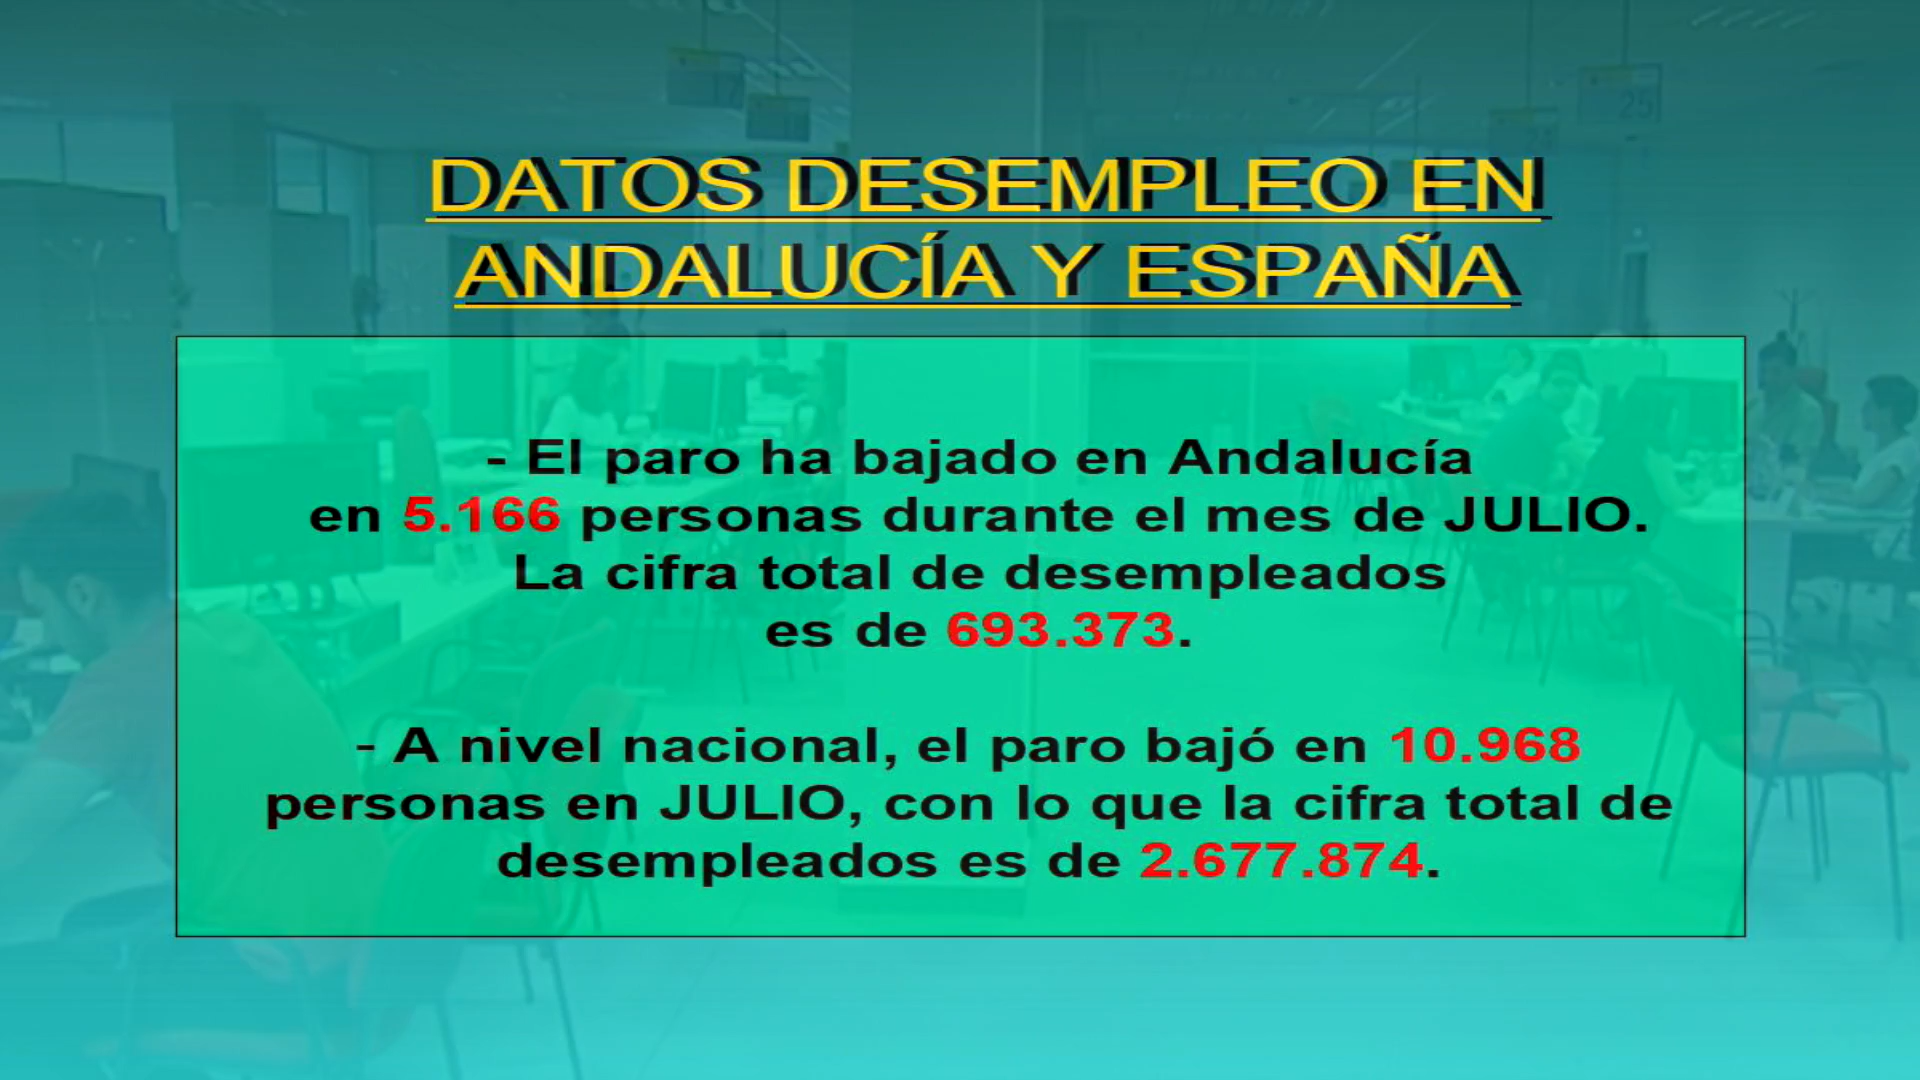 DATOS DESEMPLEO EN
ANDALUCÍA Y ESPAÑA
- El paro ha bajado en Andalucía
en 5.166 personas durante el mes de JULIO.
La cifra total de desempleados
es de 693.373.
- A nivel nacional, el paro bajó en 10.968
personas en JULIO, con lo que la cifra total de
desempleados es de 2.677.874.